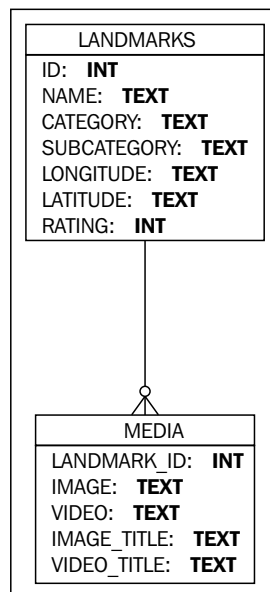 LANDMARKS
ID: INT
NAME: TEXT
CATEGORY: TEXT
SUBCATEGORY: TEXT
LONGITUDE: TEXT
LATITUDE: TEXT
RATING: INT
MEDIA
LANDMARK_ID: INT
IMAGE: TEXT
VIDEO: TEXT
IMAGE_TITLE: TEXT
VIDEO_TITLE: TEXT